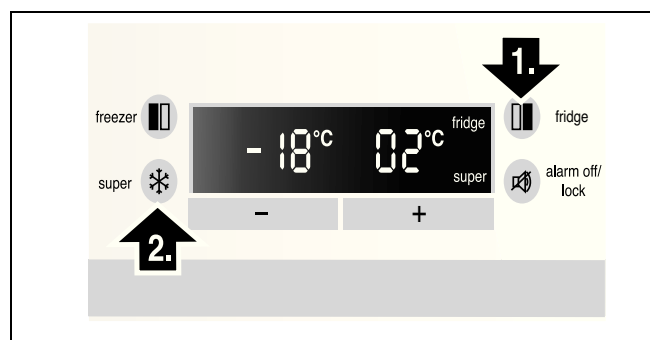 1.
freezer
-18°C 02°C
fridge
fridge
super
super
alarm off/
lock
- +
2.